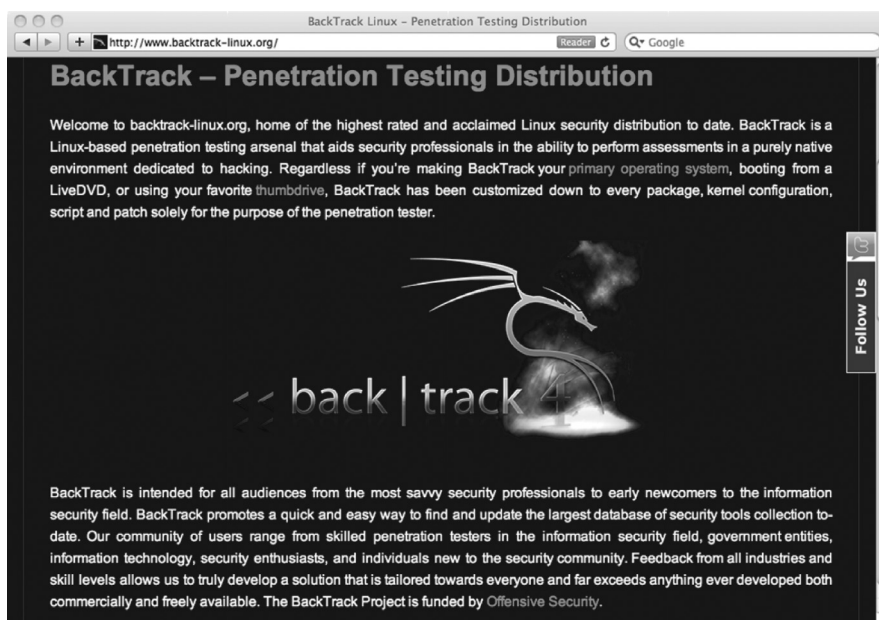 BackTrack Linux – Penetration Testing Distribution
http://www.backtrack-linux.org/
Reader
Google
BackTrack – Penetration Testing Distribution
Welcome to backtrack-linux.org, home of the highest rated and acclaimed Linux security distribution to date. BackTrack is a
Linux-based penetration testing arsenal that aids security professionals in the ability to perform assessments in a purely native
environment dedicated to hacking. Regardless if you're making BackTrack your primary operating system, booting from a
LiveDVD, or using your favorite thumbdrive, BackTrack has been customized down to every package, kernel configuration,
script and patch solely for the purpose of the penetration tester.
Follow Us
<< back | track 4
BackTrack is intended for all audiences from the most savvy security professionals to early newcomers to the information
security field. BackTrack promotes a quick and easy way to find and update the largest database of security tools collection to-
date. Our community of users range from skilled penetration testers in the information security field, government entities,
information technology, security enthusiasts, and individuals new to the security community. Feedback from all industries and
skill levels allows us to truly develop a solution that is tailored towards everyone and far exceeds anything ever developed both
commercially and freely available. The BackTrack Project is funded by Offensive Security.